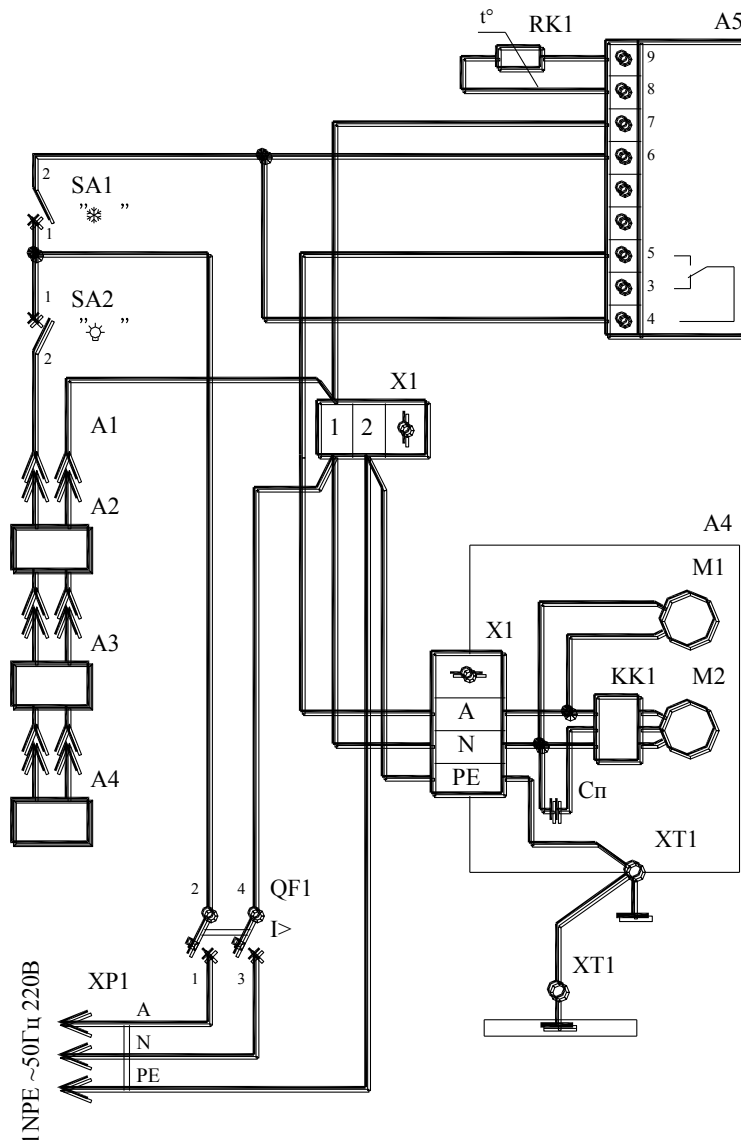 t° RK1 A5
9
8
7
6
5
3
4
2
SA1
" ❄ "
1
1
SA2
" "
2
A1
X1
1 2
A2
A4
M1
A3
X1
KK1 M2
A
N
PE
Сп
A4
XT1
2 4 QF1
I>
1 3
XT1
XP1
A
N
PE
1NPE ~50Гц 220В